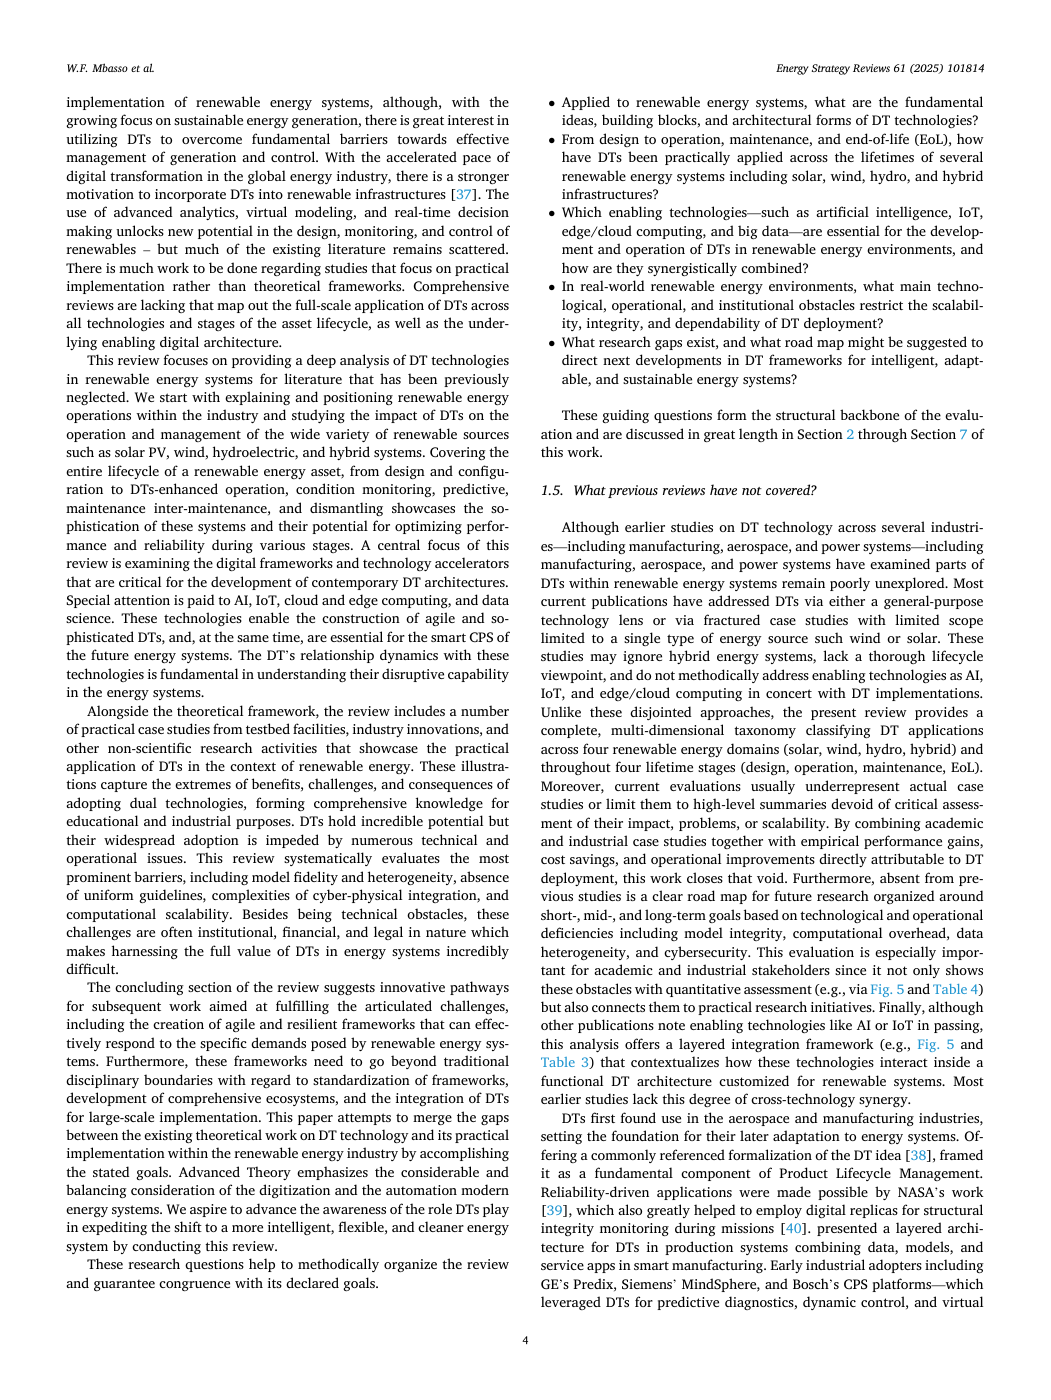 W.F. Mbasso et al.
Energy Strategy Reviews 61 (2025) 101814
implementation of renewable energy systems, although, with the
growing focus on sustainable energy generation, there is great interest in
utilizing DTs to overcome fundamental barriers towards effective
management of generation and control. With the accelerated pace of
digital transformation in the global energy industry, there is a stronger
motivation to incorporate DTs into renewable infrastructures [37]. The
use of advanced analytics, virtual modeling, and real-time decision
making unlocks new potential in the design, monitoring, and control of
renewables – but much of the existing literature remains scattered.
There is much work to be done regarding studies that focus on practical
implementation rather than theoretical frameworks. Comprehensive
reviews are lacking that map out the full-scale application of DTs across
all technologies and stages of the asset lifecycle, as well as the under-
lying enabling digital architecture.
This review focuses on providing a deep analysis of DT technologies
in renewable energy systems for literature that has been previously
neglected. We start with explaining and positioning renewable energy
operations within the industry and studying the impact of DTs on the
operation and management of the wide variety of renewable sources
such as solar PV, wind, hydroelectric, and hybrid systems. Covering the
entire lifecycle of a renewable energy asset, from design and configu-
ration to DTs-enhanced operation, condition monitoring, predictive,
maintenance inter-maintenance, and dismantling showcases the so-
phistication of these systems and their potential for optimizing perfor-
mance and reliability during various stages. A central focus of this
review is examining the digital frameworks and technology accelerators
that are critical for the development of contemporary DT architectures.
Special attention is paid to AI, IoT, cloud and edge computing, and data
science. These technologies enable the construction of agile and so-
phisticated DTs, and, at the same time, are essential for the smart CPS of
the future energy systems. The DT's relationship dynamics with these
technologies is fundamental in understanding their disruptive capability
in the energy systems.
Alongside the theoretical framework, the review includes a number
of practical case studies from testbed facilities, industry innovations, and
other non-scientific research activities that showcase the practical
application of DTs in the context of renewable energy. These illustra-
tions capture the extremes of benefits, challenges, and consequences of
adopting dual technologies, forming comprehensive knowledge for
educational and industrial purposes. DTs hold incredible potential but
their widespread adoption is impeded by numerous technical and
operational issues. This review systematically evaluates the most
prominent barriers, including model fidelity and heterogeneity, absence
of uniform guidelines, complexities of cyber-physical integration, and
computational scalability. Besides being technical obstacles, these
challenges are often institutional, financial, and legal in nature which
makes harnessing the full value of DTs in energy systems incredibly
difficult.
The concluding section of the review suggests innovative pathways
for subsequent work aimed at fulfilling the articulated challenges,
including the creation of agile and resilient frameworks that can effec-
tively respond to the specific demands posed by renewable energy sys-
tems. Furthermore, these frameworks need to go beyond traditional
disciplinary boundaries with regard to standardization of frameworks,
development of comprehensive ecosystems, and the integration of DTs
for large-scale implementation. This paper attempts to merge the gaps
between the existing theoretical work on DT technology and its practical
implementation within the renewable energy industry by accomplishing
the stated goals. Advanced Theory emphasizes the considerable and
balancing consideration of the digitization and the automation modern
energy systems. We aspire to advance the awareness of the role DTs play
in expediting the shift to a more intelligent, flexible, and cleaner energy
system by conducting this review.
These research questions help to methodically organize the review
and guarantee congruence with its declared goals.
• Applied to renewable energy systems, what are the fundamental
ideas, building blocks, and architectural forms of DT technologies?
• From design to operation, maintenance, and end-of-life (EoL), how
have DTs been practically applied across the lifetimes of several
renewable energy systems including solar, wind, hydro, and hybrid
infrastructures?
• Which enabling technologies—such as artificial intelligence, IoT,
edge/cloud computing, and big data—are essential for the develop-
ment and operation of DTs in renewable energy environments, and
how are they synergistically combined?
• In real-world renewable energy environments, what main techno-
logical, operational, and institutional obstacles restrict the scalabil-
ity, integrity, and dependability of DT deployment?
• What research gaps exist, and what road map might be suggested to
direct next developments in DT frameworks for intelligent, adapt-
able, and sustainable energy systems?
These guiding questions form the structural backbone of the evalu-
ation and are discussed in great length in Section 2 through Section 7 of
this work.
1.5. What previous reviews have not covered?
Although earlier studies on DT technology across several industri-
es—including manufacturing, aerospace, and power systems—including
manufacturing, aerospace, and power systems have examined parts of
DTs within renewable energy systems remain poorly unexplored. Most
current publications have addressed DTs via either a general-purpose
technology lens or via fractured case studies with limited scope
limited to a single type of energy source such wind or solar. These
studies may ignore hybrid energy systems, lack a thorough lifecycle
viewpoint, and do not methodically address enabling technologies as AI,
IoT, and edge/cloud computing in concert with DT implementations.
Unlike these disjointed approaches, the present review provides a
complete, multi-dimensional taxonomy classifying DT applications
across four renewable energy domains (solar, wind, hydro, hybrid) and
throughout four lifetime stages (design, operation, maintenance, EoL).
Moreover, current evaluations usually underrepresent actual case
studies or limit them to high-level summaries devoid of critical assess-
ment of their impact, problems, or scalability. By combining academic
and industrial case studies together with empirical performance gains,
cost savings, and operational improvements directly attributable to DT
deployment, this work closes that void. Furthermore, absent from pre-
vious studies is a clear road map for future research organized around
short-, mid-, and long-term goals based on technological and operational
deficiencies including model integrity, computational overhead, data
heterogeneity, and cybersecurity. This evaluation is especially impor-
tant for academic and industrial stakeholders since it not only shows
these obstacles with quantitative assessment (e.g., via Fig. 5 and Table 4)
but also connects them to practical research initiatives. Finally, although
other publications note enabling technologies like AI or IoT in passing,
this analysis offers a layered integration framework (e.g., Fig. 5 and
Table 3) that contextualizes how these technologies interact inside a
functional DT architecture customized for renewable systems. Most
earlier studies lack this degree of cross-technology synergy.
DTs first found use in the aerospace and manufacturing industries,
setting the foundation for their later adaptation to energy systems. Of-
fering a commonly referenced formalization of the DT idea [38], framed
it as a fundamental component of Product Lifecycle Management.
Reliability-driven applications were made possible by NASA's work
[39], which also greatly helped to employ digital replicas for structural
integrity monitoring during missions [40]. presented a layered archi-
tecture for DTs in production systems combining data, models, and
service apps in smart manufacturing. Early industrial adopters including
GE's Predix, Siemens' MindSphere, and Bosch's CPS platforms—which
leveraged DTs for predictive diagnostics, dynamic control, and virtual
4